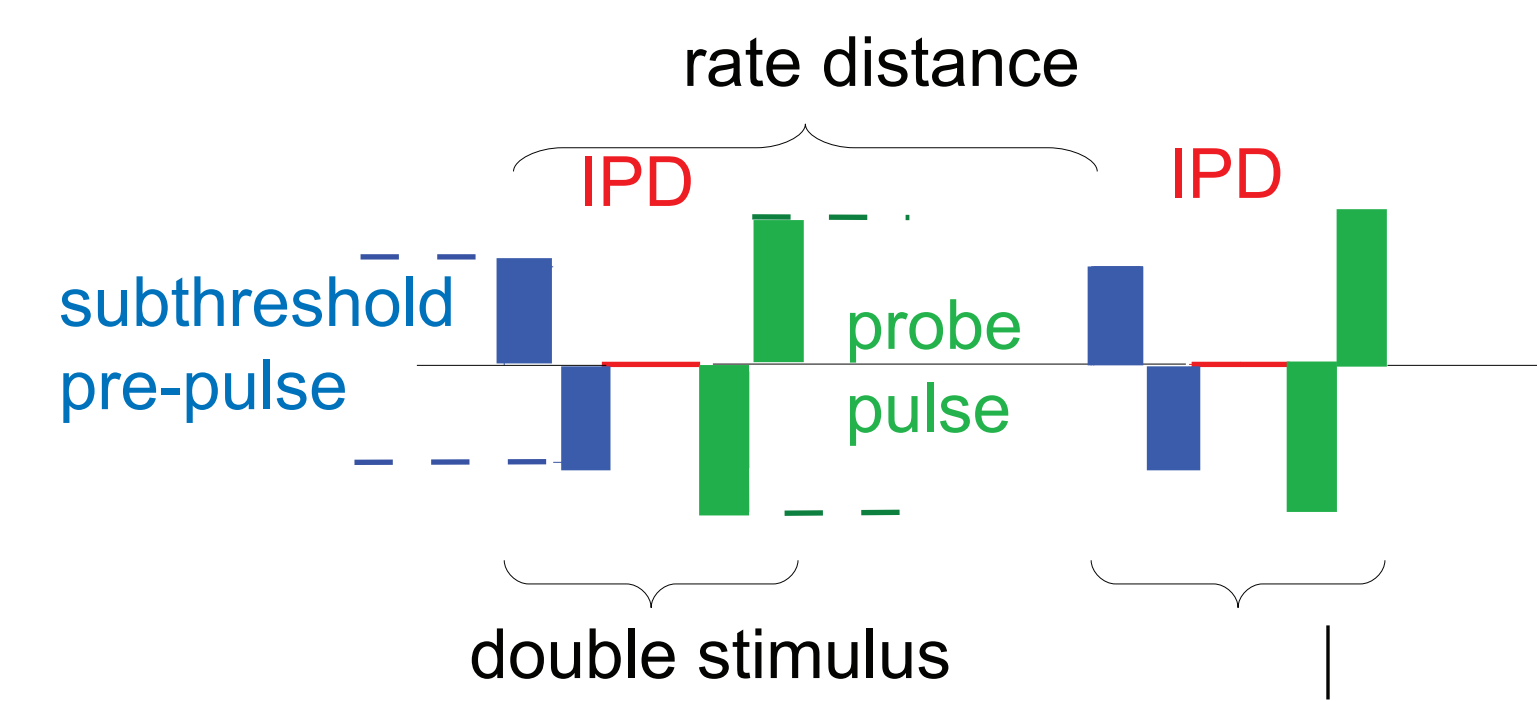 rate distance
IPD
IPD
subthreshold
pre-pulse
probe
pulse
double stimulus